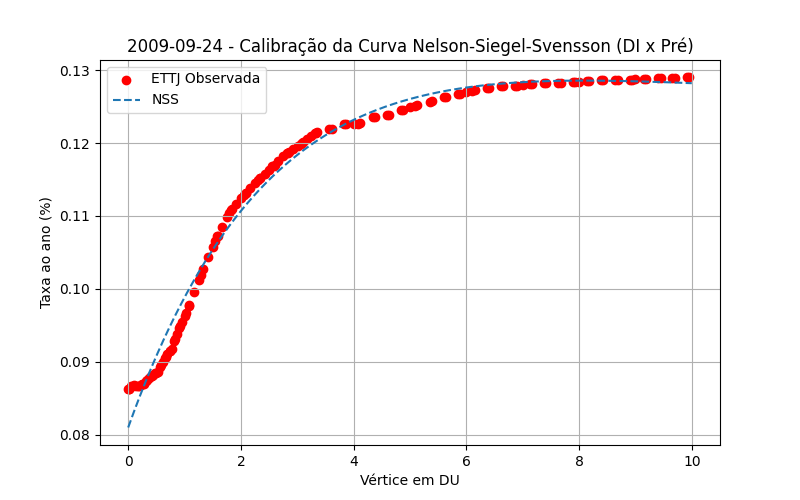 2009-09-24 - Calibração da Curva Nelson-Siegel-Svensson (DI x Pré)
ETTJ Observada
NSS
Taxa ao ano (%)
0.13
0.12
0.11
0.10
0.09
0.08
0 2 4 6 8 10
Vértice em DU